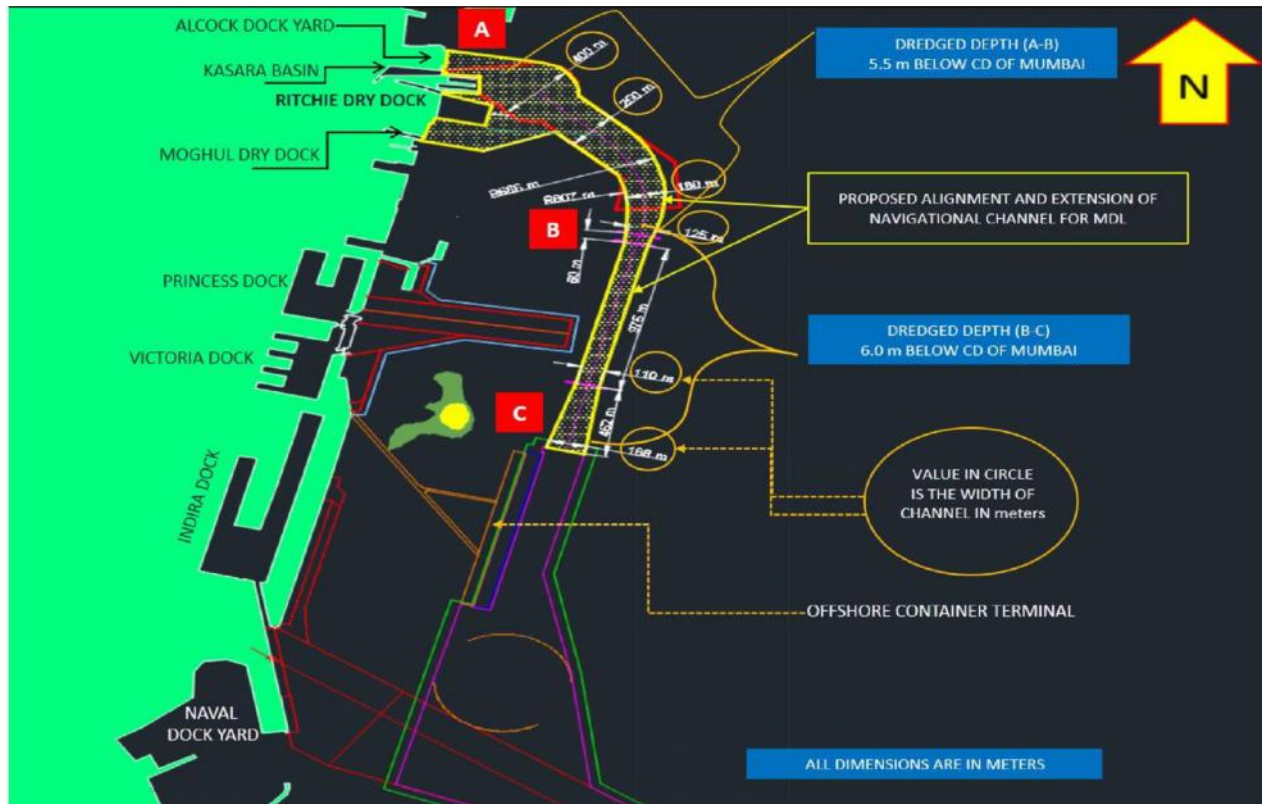 ALCOCK DOCK YARD
KASARA BASIN
RITCHIE DRY DOCK
MOGHUL DRY DOCK
A
400 m
DREDGED DEPTH (A-B)
5.5 m BELOW CD OF MUMBAI
N
180 m
PROPOSED ALIGNMENT AND EXTENSION OF
NAVIGATIONAL CHANNEL FOR MDL
B
125 m
60 m
975 m
PRINCESS DOCK
VICTORIA DOCK
INDIRA DOCK
DREDGED DEPTH (B-C)
6.0 m BELOW CD OF MUMBAI
110 m
C
462 m
168 m
VALUE IN CIRCLE
IS THE WIDTH OF
CHANNEL IN meters
OFFSHORE CONTAINER TERMINAL
NAVAL
DOCK YARD
ALL DIMENSIONS ARE IN METERS